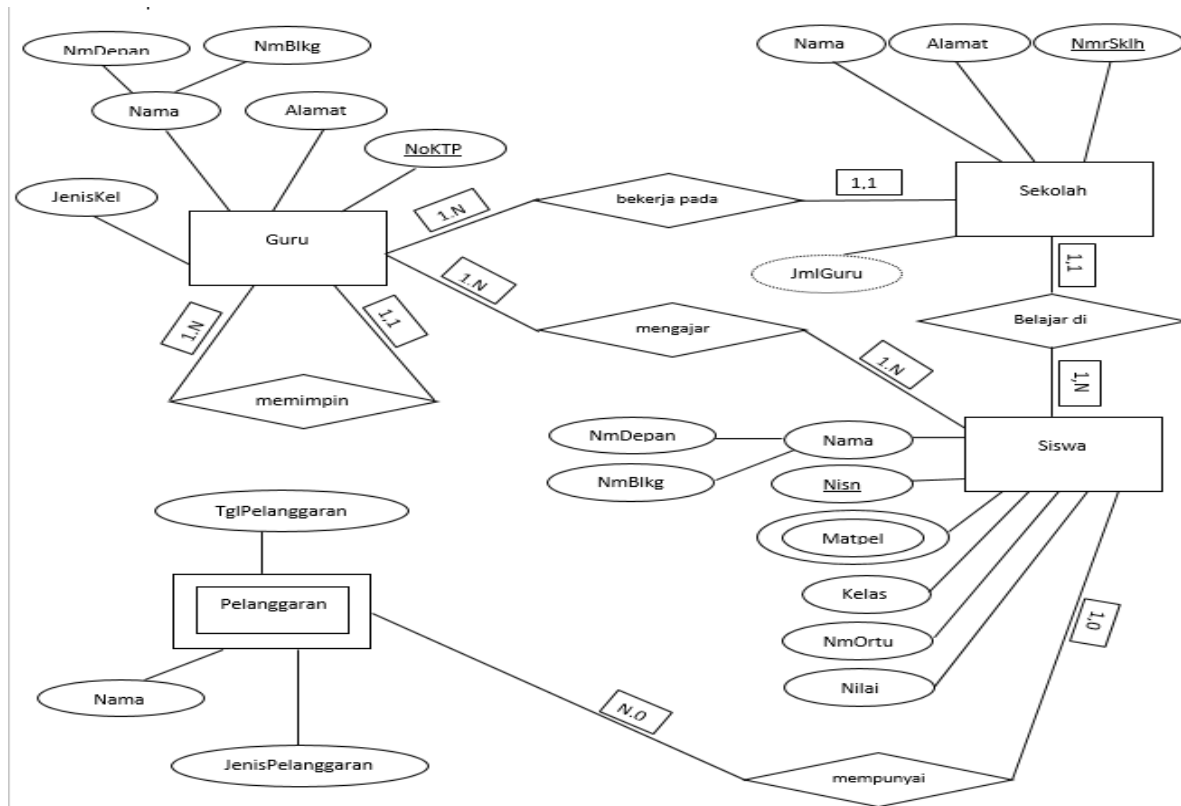 NmDepan
NmBlkg
Nama
Alamat
NoKTP
JenisKel
Guru
1.N
bekerja pada
1,1
Nama
Alamat
NmrSklh
Sekolah
JmlGuru
1,1
Belajar di
1,N
1.N
mengajar
1.N
1.N
1,1
memimpin
Siswa
NmDepan
Nama
NmBlkg
Nisn
Matpel
Kelas
NmOrtu
Nilai
1.0
TglPelanggaran
Pelanggaran
Nama
JenisPelanggaran
N.0
mempunyai